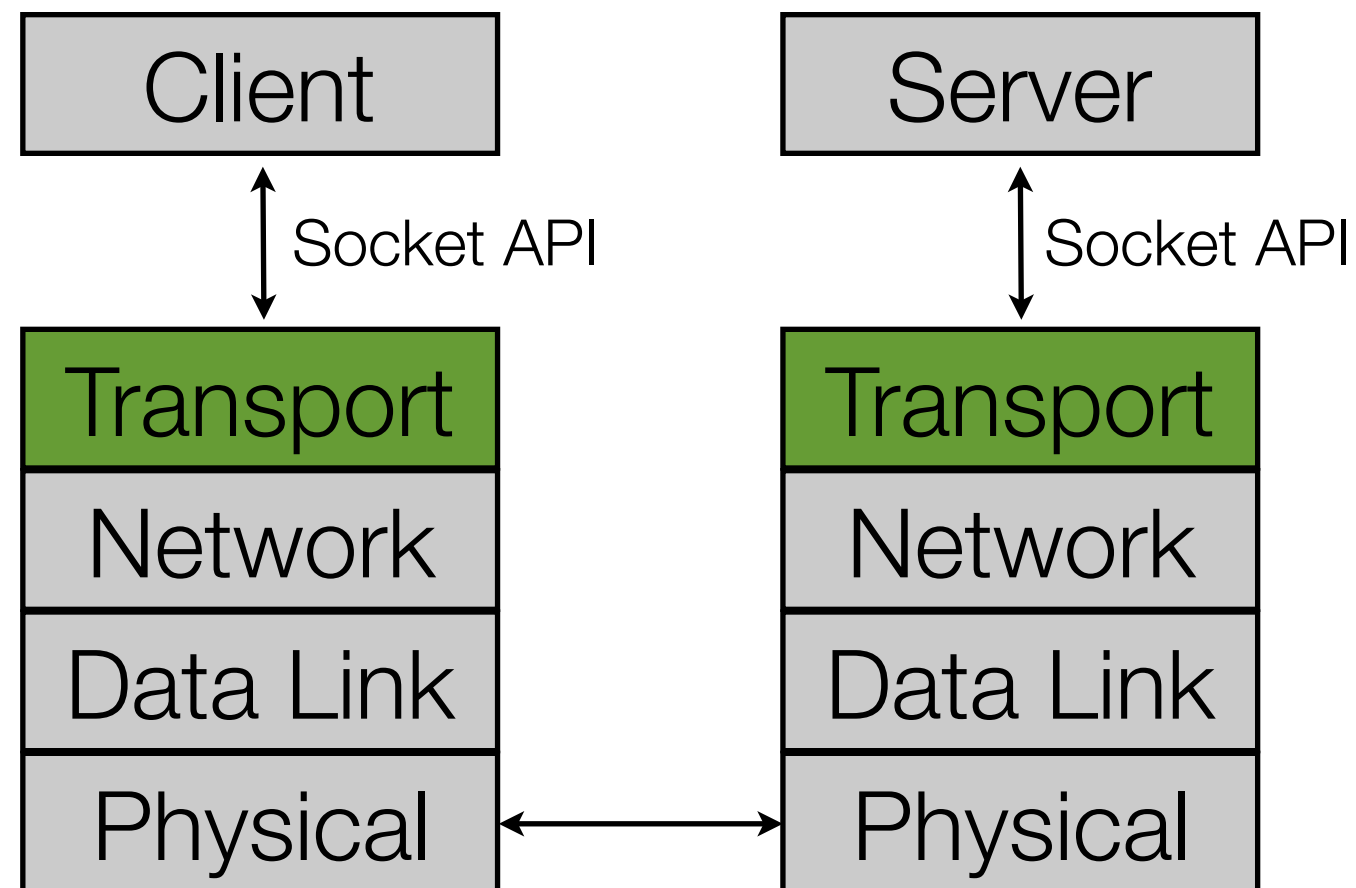 Client
Server
Socket API
Socket API
Transport
Transport
Network
Network
Data Link
Data Link
Physical
Physical